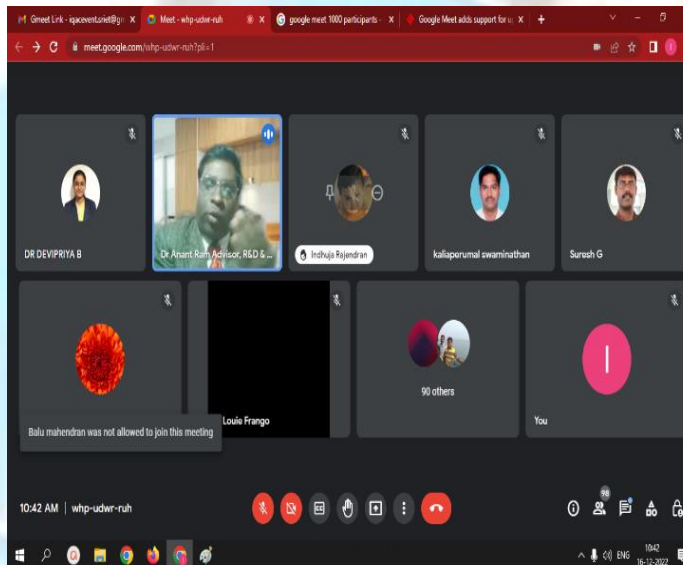 Gmeet Link - iqacevent.sriet@gm
Meet - whp-udwr-ruh
google meet 1000 participants -
Google Meet adds support for u
meet.google.com/whp-udwr-ruh?pli=1
DR DEVIPRIYA B
Dr Anant Ram Advisor, R&D & ...
Indhuja Rajendran
kaliaperumal swaminathan
Suresh G
Louie Frango
90 others
I
You
Balu mahendran was not allowed to join this meeting
10:42 AM | whp-udwr-ruh
98
ENG
10:42
16-12-2022